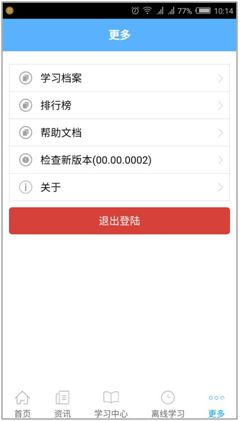 77% 10:14
更多
学习档案
排行榜
帮助文档
检查新版本(00.00.0002)
关于
退出登陆
首页 资讯 学习中心 离线学习 更多